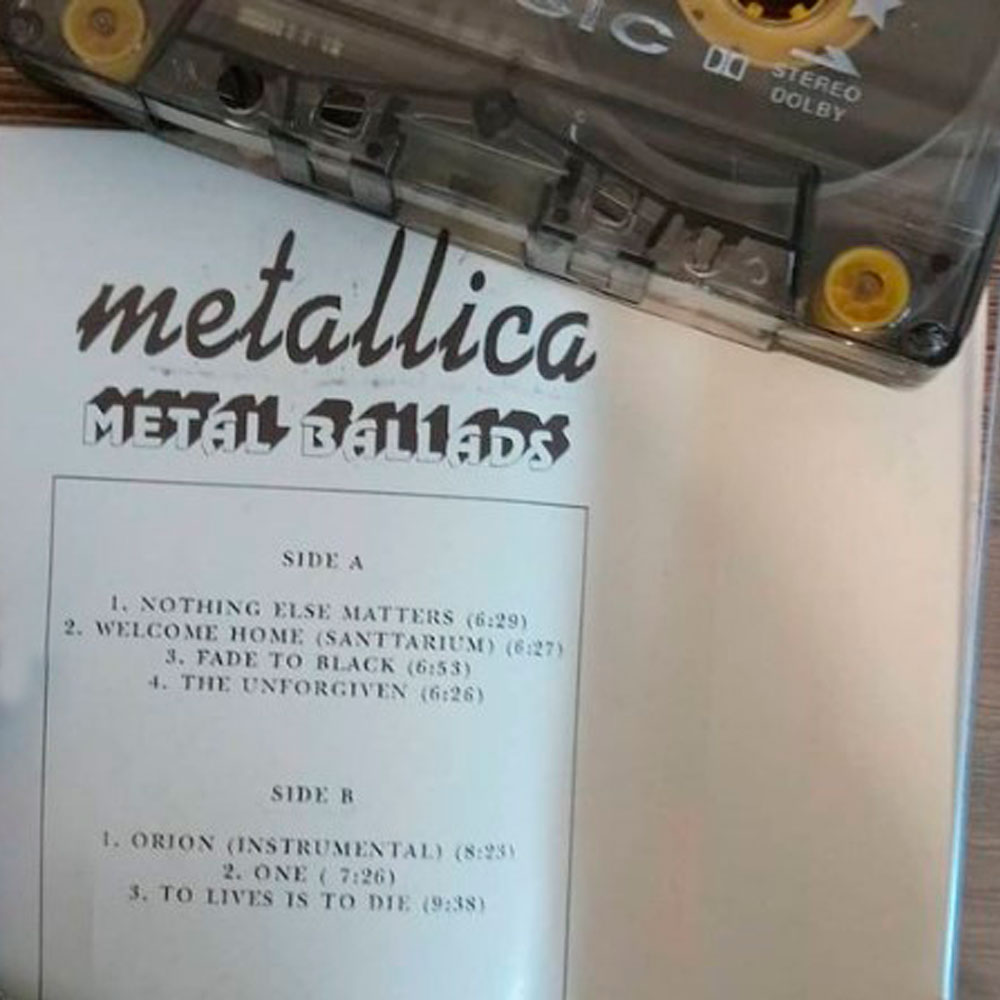 SIC
STEREO
DOLBY
metallica
METAL BALLADS
SIDE A
1. NOTHING ELSE MATTERS (6:29)
2. WELCOME HOME (SANTTARIUM) (6:27)
3. FADE TO BLACK (6:53)
4. THE UNFORGIVEN (6:26)
SIDE B
1. ORION (INSTRUMENTAL) (8:23)
2. ONE ( 7:26)
3. TO LIVES IS TO DIE (9:38)